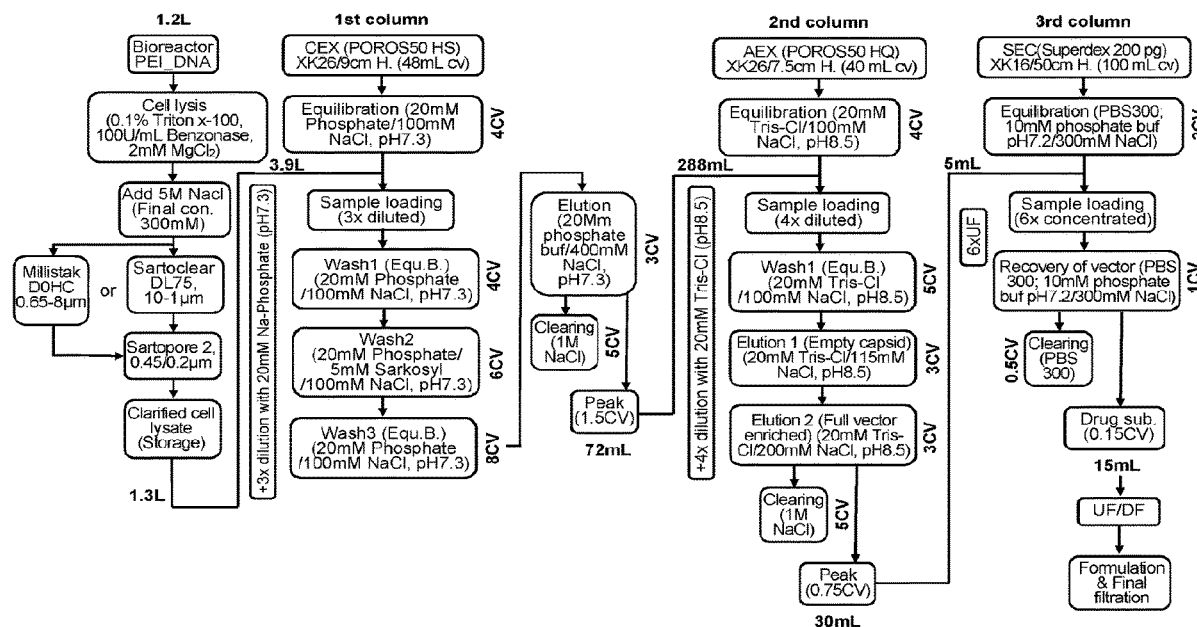 1.2L
Bioreactor
PEI_DNA
Cell lysis
(0.1% Triton x-100,
100U/mL Benzonase,
2mM MgCl₂)
Add 5M NaCl
(Final con.
300mM)
Millistak
D0HC
0.65-8μm
or
Sartoclear
DL75,
10-1μm
Sartopore 2,
0.45/0.2μm
Clarified cell
lysate
(Storage)
1.3L
1st column
CEX (POROS50 HS)
XK26/9cm H. (48mL cv)
Equilibration (20mM
Phosphate/100mM
NaCl, pH7.3)
4CV
3.9L
+3x dilution with 20mM Na-Phosphate (pH7.3)
Sample loading
(3x diluted)
Wash1 (Equ.B.)
(20mM Phosphate
/100mM NaCl, pH7.3)
4CV
Wash2
(20mM Phosphate/
5mM Sarkosyl
/100mM NaCl, pH7.3)
6CV
Wash3 (Equ.B.)
(20mM Phosphate
/100mM NaCl, pH7.3)
8CV
Elution
(20Mm
phosphate
buf/400mM
NaCl,
pH7.3)
3CV
Clearing
(1M
NaCl)
5CV
Peak
(1.5CV)
72mL
2nd column
AEX (POROS50 HQ)
XK26/7.5cm H. (40 mL cv)
Equilibration (20mM
Tris-Cl/100mM
NaCl, pH8.5)
4CV
288mL
+4x dilution with 20mM Tris-Cl (pH8.5)
Sample loading
(4x diluted)
Wash1 (Equ.B.)
(20mM Tris-Cl
/100mM NaCl, pH8.5)
5CV
Elution 1 (Empty capsid)
(20mM Tris-Cl/115mM
NaCl, pH8.5)
3CV
Elution 2 (Full vector
enriched) (20mM Tris-
Cl/200mM NaCl, pH8.5)
3CV
Clearing
(1M
NaCl)
5CV
Peak
(0.75CV)
30mL
3rd column
SEC(Superdex 200 pg)
XK16/50cm H. (100 mL cv)
Equilibration (PBS300;
10mM phosphate buf
pH7.2/300mM NaCl)
5mL
6xUF
Sample loading
(6x concentrated)
Recovery of vector (PBS
300; 10mM phosphate
buf pH7.2/300mM NaCl)
1CV
Clearing
(PBS
300)
0.5CV
Drug sub.
(0.15CV)
15mL
UF/DF
Formulation
& Final
filtration